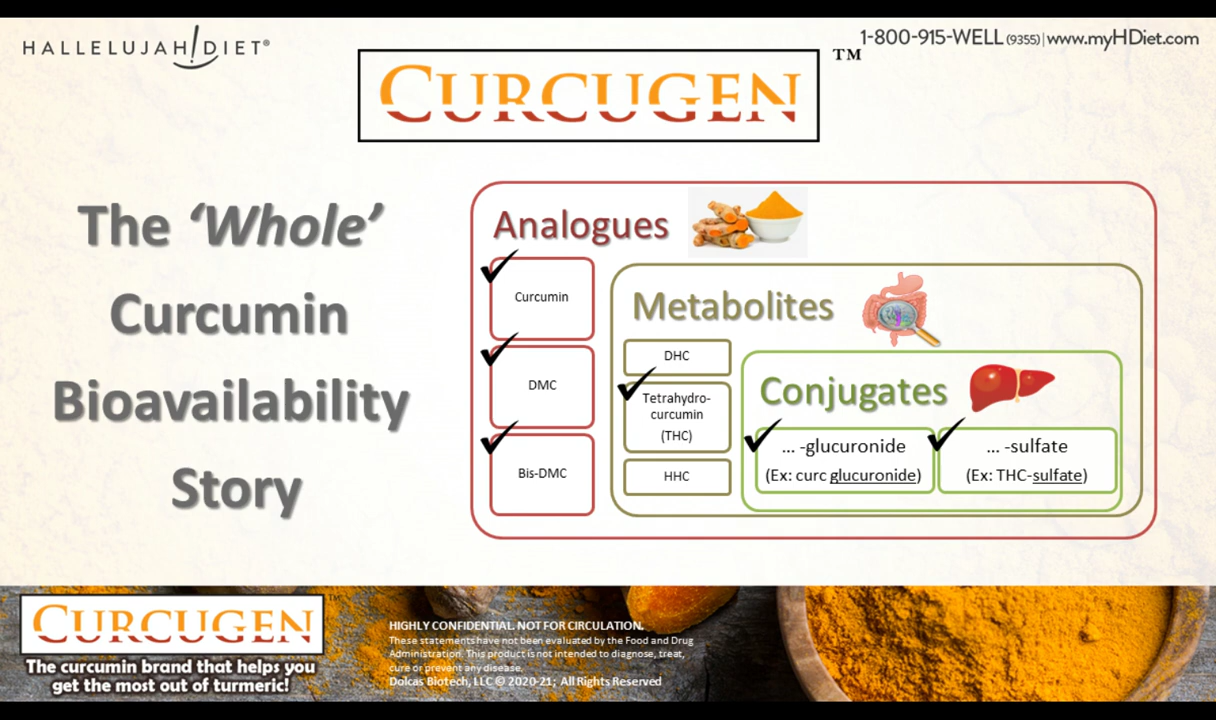 HALLELUJAH DIET®
1-800-915-WELL (9355) | www.myHDiet.com
CURCUGEN ™
The ‘Whole’
Curcumin
Bioavailability
Story
Analogues
Curcumin
DMC
Bis-DMC
Metabolites
DHC
Tetrahydro-
curcumin
(THC)
HHC
Conjugates
... -glucuronide
(Ex: curc glucuronide)
... -sulfate
(Ex: THC-sulfate)
CURCUGEN ™
The curcumin brand that helps you
get the most out of turmeric!
HIGHLY CONFIDENTIAL. NOT FOR CIRCULATION.
These statements have not been evaluated by the Food and Drug
Administration. This product is not intended to diagnose, treat,
cure or prevent any disease.
Dolcas Biotech, LLC © 2020-21; All Rights Reserved